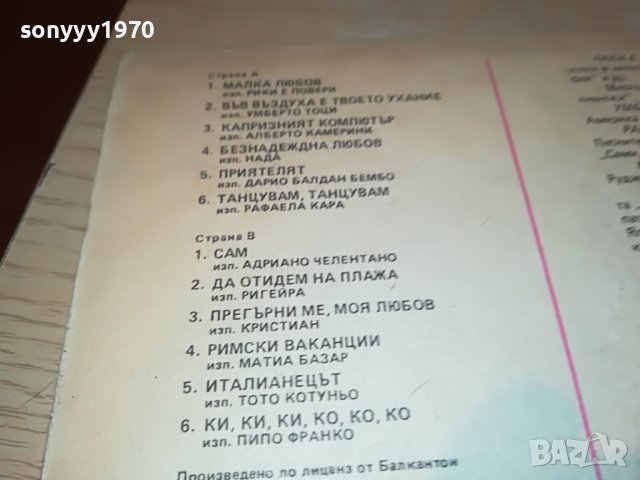 sonyyy1970
Страна А
1. МАЛКА ЛЮБОВ
изп. РИКИ Е ПОВЕРИ
2. ВЪВ ВЪЗДУХА Е ТВОЕТО УХАНИЕ
изп. УМБЕРТО ТОЦИ
3. КАПРИЗНИЯТ КОМПЮТЪР
изп. АЛБЕРТО КАМЕРИНИ
4. БЕЗНАДЕЖДНА ЛЮБОВ
изп. НАДА
5. ПРИЯТЕЛЯТ
изп. ДАРИО БАЛДАН БЕМБО
6. ТАНЦУВАМ, ТАНЦУВАМ
изп. РАФАЕЛА КАРА
Страна В
1. САМ
изп. АДРИАНО ЧЕЛЕНТАНО
2. ДА ОТИДЕМ НА ПЛАЖА
изп. РИГЕЙРА
3. ПРЕГЪРНИ МЕ, МОЯ ЛЮБОВ
изп. КРИСТИАН
4. РИМСКИ ВАКАНЦИИ
изп. МАТИА БАЗАР
5. ИТАЛИАНЕЦЪТ
изп. ТОТО КОТУНЬО
6. КИ, КИ, КИ, КО, КО, КО
изп. ПИПО ФРАНКО
Произведено по лиценз от Балкантон
BAZAR